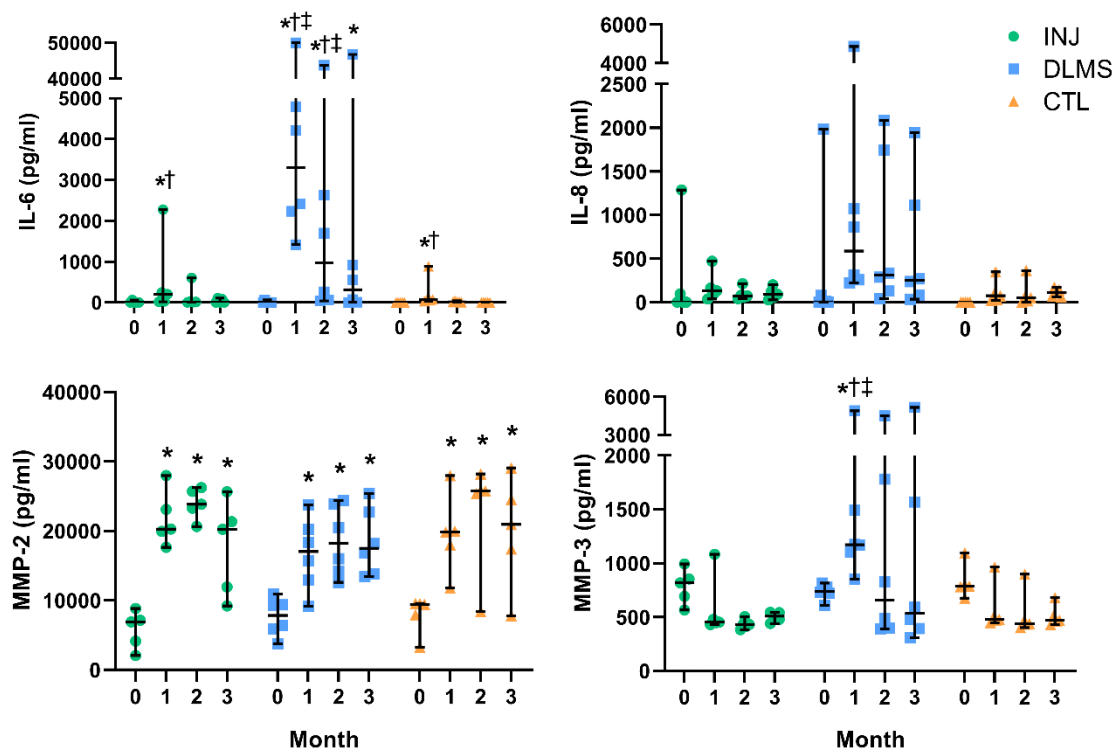 IL-6 (pg/ml)
50000
40000
5000
4000
3000
2000
1000
0
*†
*†‡
*†‡
*
*†
0 1 2 3 0 1 2 3 0 1 2 3
IL-8 (pg/ml)
6000
4000
2000
1500
1000
500
0
0 1 2 3 0 1 2 3 0 1 2 3
INJ
DLMS
CTL
MMP-2 (pg/ml)
40000
30000
20000
10000
0
* * * * * * * * *
0 1 2 3 0 1 2 3 0 1 2 3
Month
MMP-3 (pg/ml)
6000
3000
2000
1500
1000
500
0
*†‡
0 1 2 3 0 1 2 3 0 1 2 3
Month